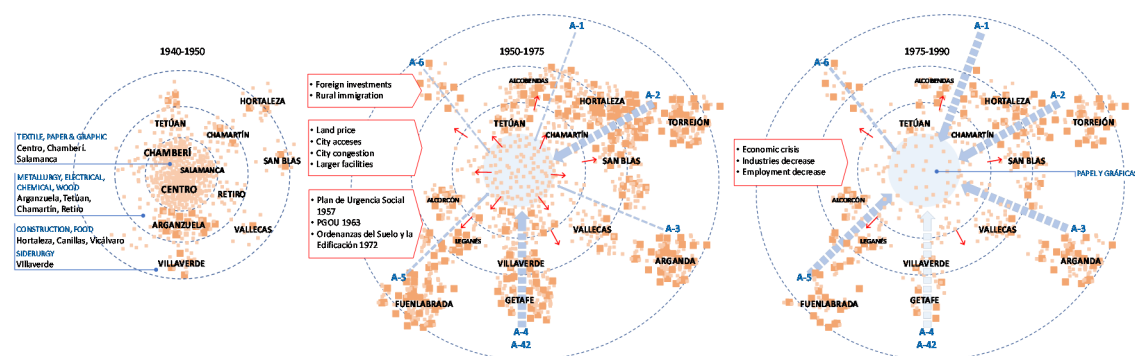 1940-1950
HORTALEZA
TETÚAN
CHAMARTÍN
TEXTILE, PAPER & GRAPHIC
Centro, Chamberí.
Salamanca
CHAMBERÍ
SALAMANCA
SAN BLAS
METALLURGY, ELECTRICAL,
CHEMICAL, WOOD
Arganzuela, Tetúan,
Chamartín, Retiro
CENTRO
RETIRO
ARGANZUELA
VALLECAS
CONSTRUCTION, FOOD
Hortaleza, Canillas, Vicálvaro
SIDERURGY
Villaverde
VILLAVERDE
1950-1975
A-1
A-6
• Foreign investments
• Rural immigration
ALCOBENDAS
A-2
HORTALEZA
TETÚAN
TORREJÓN
CHAMARTÍN
• Land price
• City acceses
• City congestion
• Larger facilities
SAN BLAS
• Plan de Urgencia Social
1957
• PGOU 1963
• Ordenanzas del Suelo y la
Edificación 1972
ALCORCÓN
LEGANÉS
VALLECAS
A-3
VILLAVERDE
ARGANDA
A-5
FUENLABRADA
GETAFE
A-4
A-42
1975-1990
A-1
A-6
ALCOBENDAS
A-2
HORTALEZA
TETÚAN
TORREJÓN
CHAMARTÍN
• Economic crisis
• Industries decrease
• Employment decrease
SAN BLAS
PAPEL Y GRÁFICAS
ALCORCÓN
LEGANÉS
VALLECAS
A-3
VILLAVERDE
ARGANDA
A-5
FUENLABRADA
GETAFE
A-4
A-42